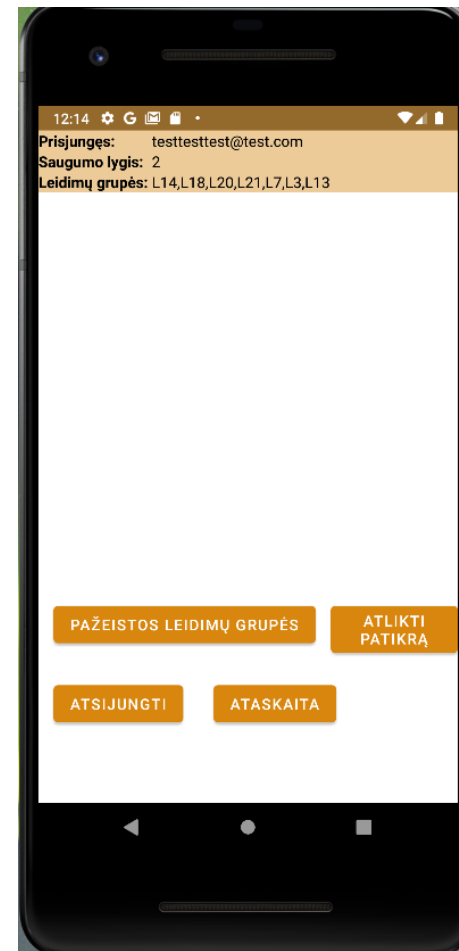 12:14 G
Prisjungęs: testtesttest@test.com
Saugumo lygis: 2
Leidimų grupės: L14,L18,L20,L21,L7,L3,L13
PAŽEISTOS LEIDIMŲ GRUPĖS
ATLIKTI
PATIKRĄ
ATSIJUNGTI
ATASKAITA